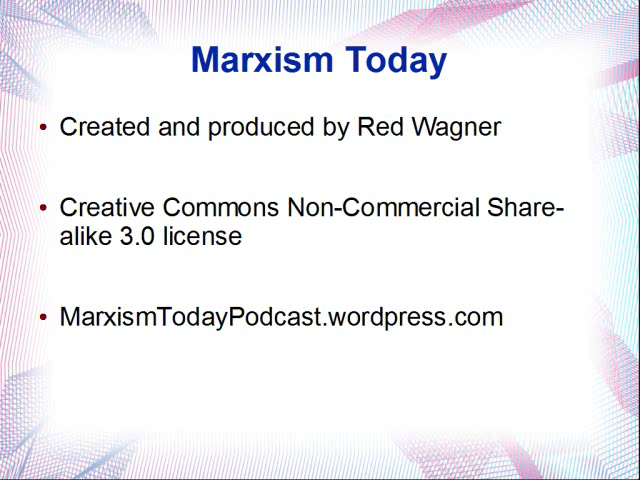 Marxism Today
• Created and produced by Red Wagner
• Creative Commons Non-Commercial Share-
alike 3.0 license
• MarxismTodayPodcast.wordpress.com